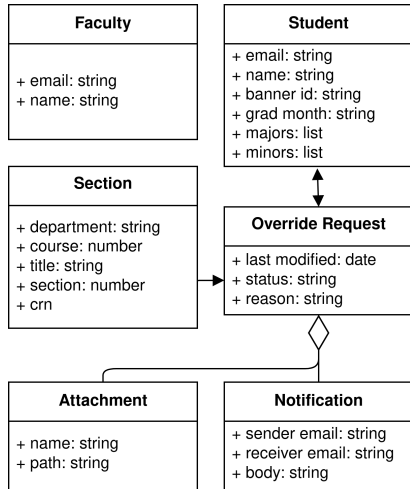 Faculty
+ email: string
+ name: string
Student
+ email: string
+ name: string
+ banner id: string
+ grad month: string
+ majors: list
+ minors: list
Section
+ department: string
+ course: number
+ title: string
+ section: number
+ crn
Override Request
+ last modified: date
+ status: string
+ reason: string
Attachment
+ name: string
+ path: string
Notification
+ sender email: string
+ receiver email: string
+ body: string